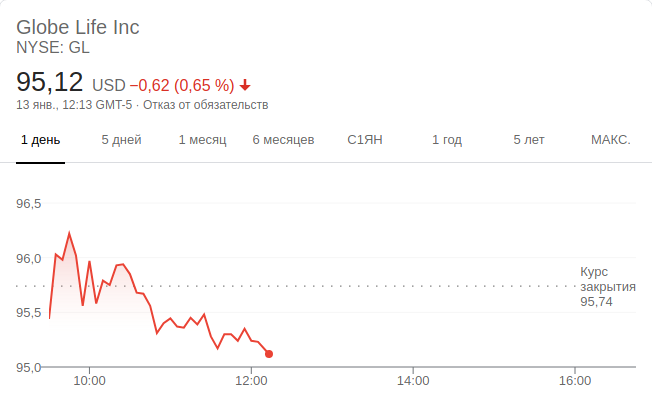 Globe Life Inc
NYSE: GL
95,12 USD −0,62 (0,65 %)
13 янв., 12:13 GMT-5 · Отказ от обязательств
1 день 5 дней 1 месяц 6 месяцев С1ЯН 1 год 5 лет МАКС.
96,5
96,0
Курс
закрытия
95,74
95,5
95,0
10:00 12:00 14:00 16:00